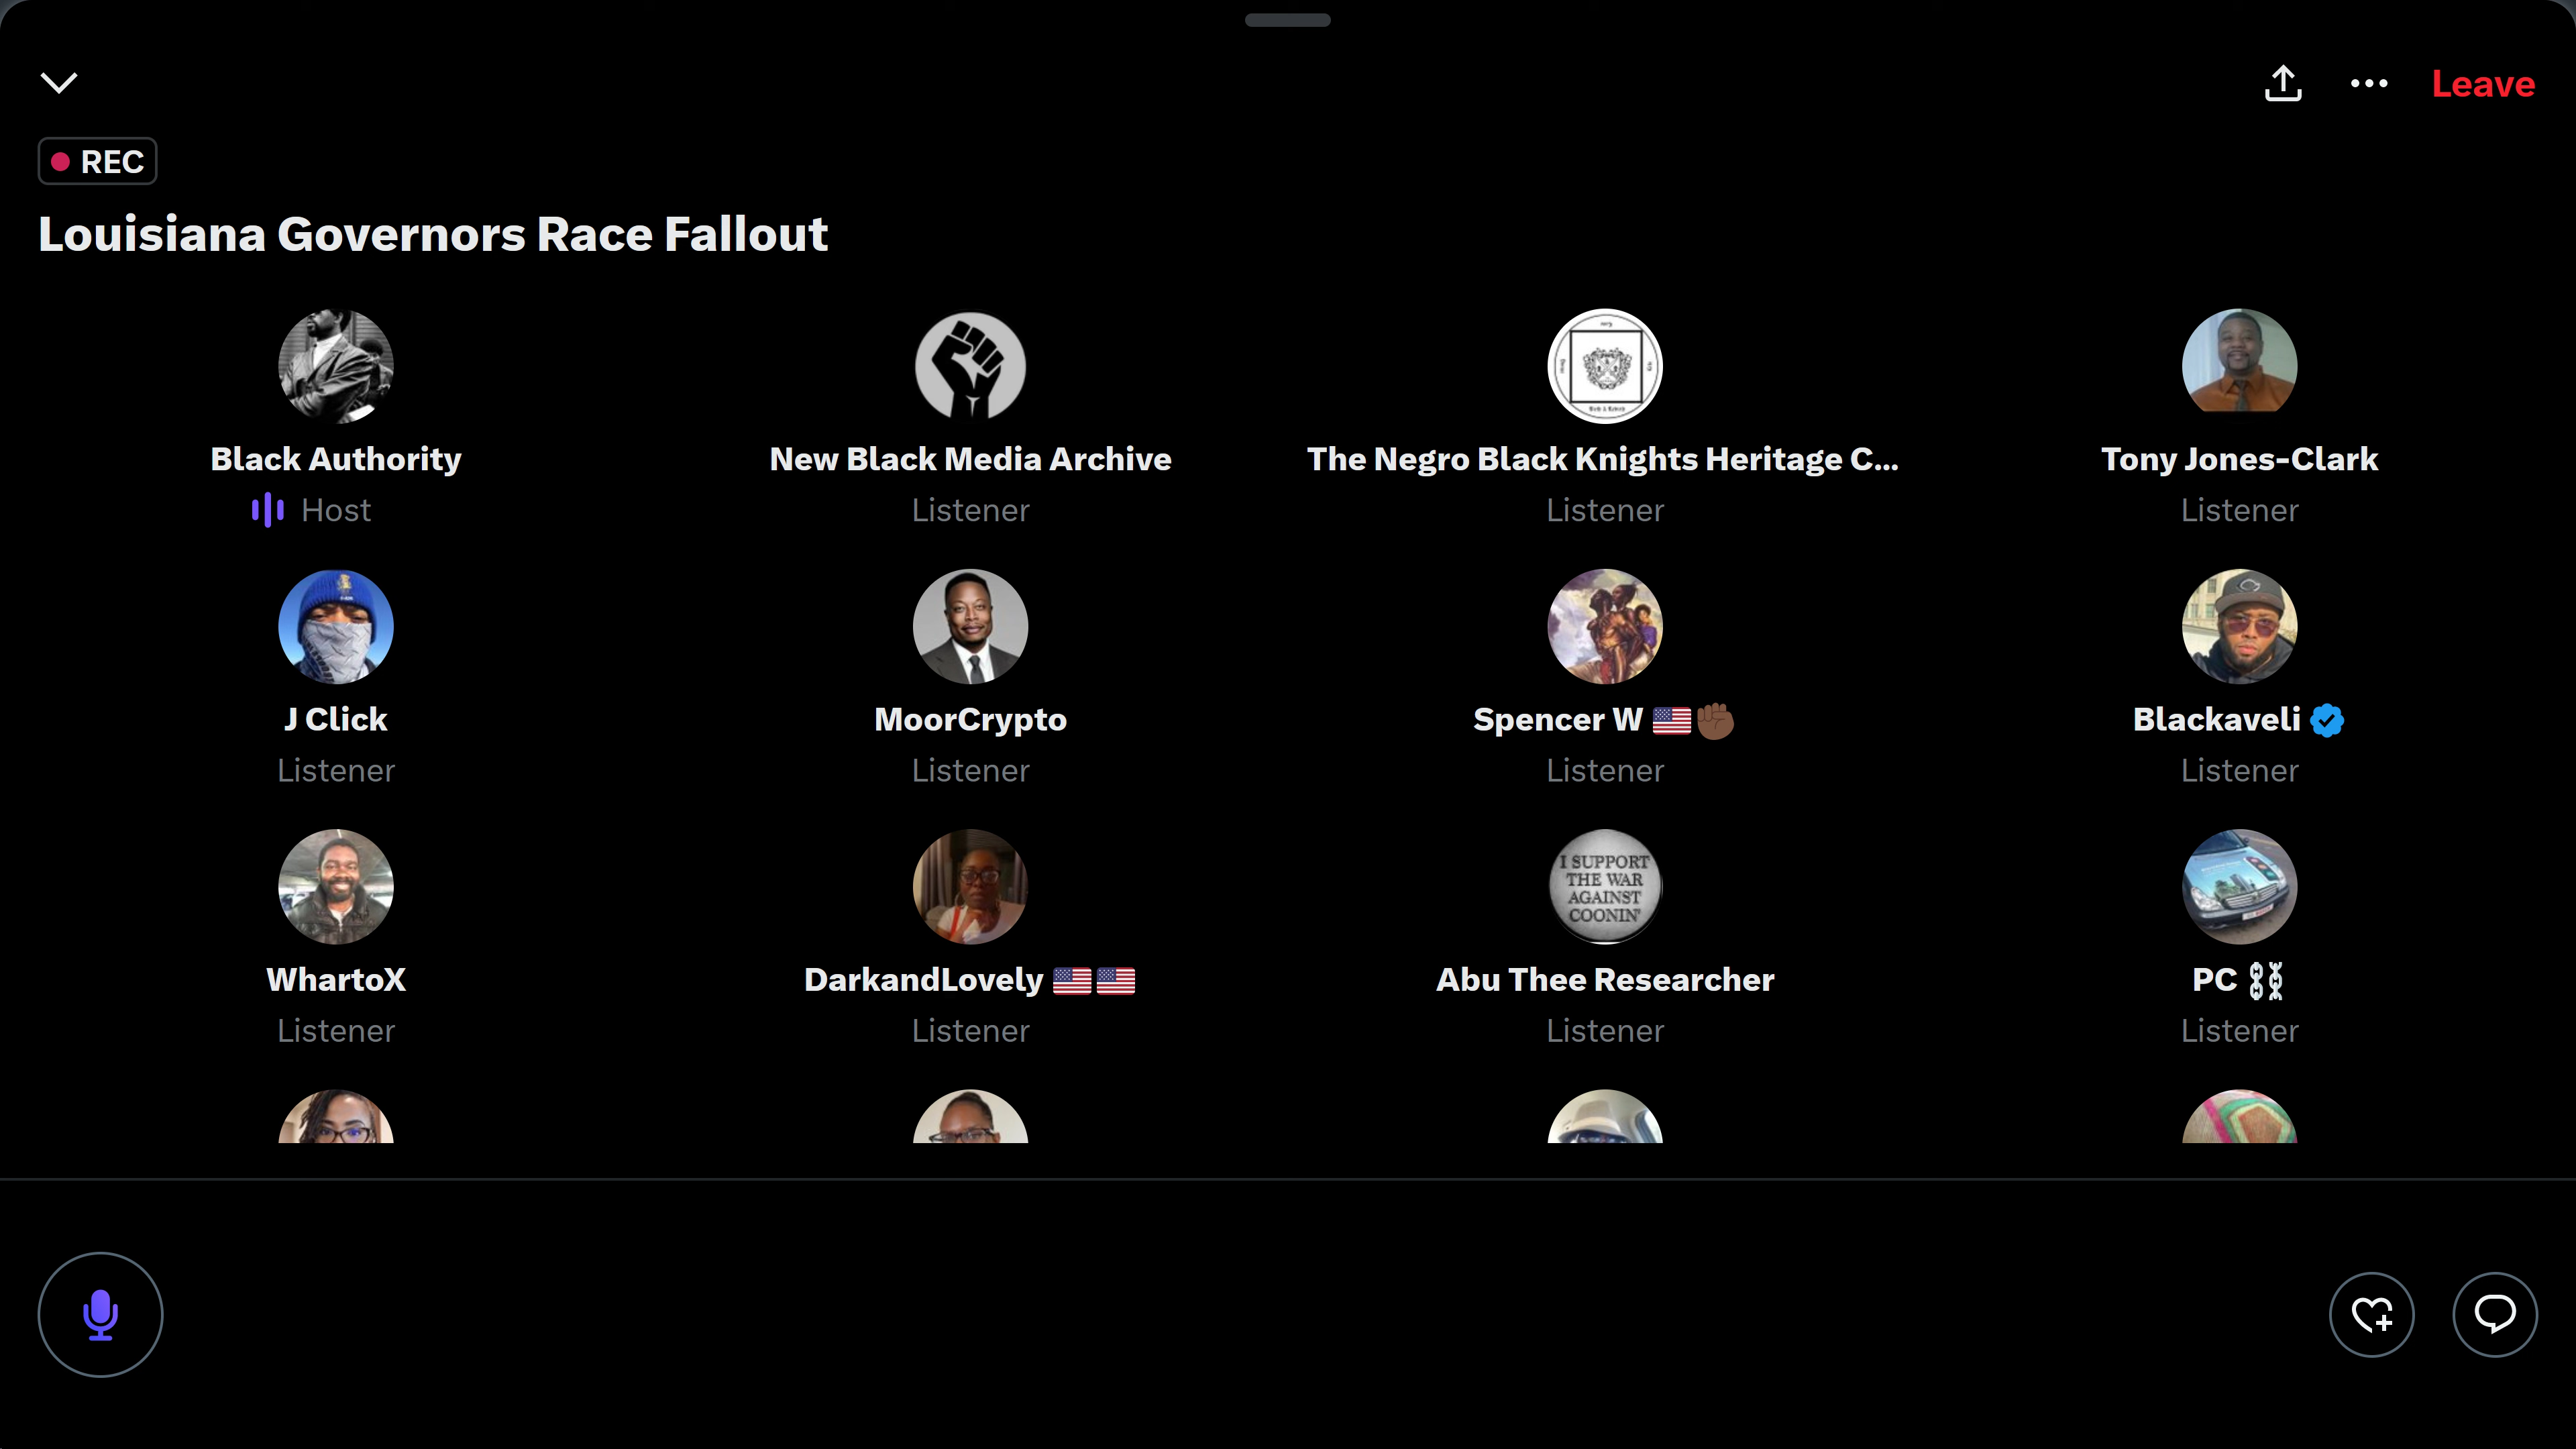 Leave
REC
Louisiana Governors Race Fallout
Black Authority
Host
New Black Media Archive
Listener
The Negro Black Knights Heritage C...
Listener
Tony Jones-Clark
Listener
J Click
Listener
MoorCrypto
Listener
Spencer W 🇺🇸✊🏾
Listener
Blackaveli
Listener
WhartoX
Listener
DarkandLovely 🇺🇸🇺🇸
Listener
I SUPPORT
THE WAR
AGAINST
COONIN'
Abu Thee Researcher
Listener
PC ⛓️
Listener